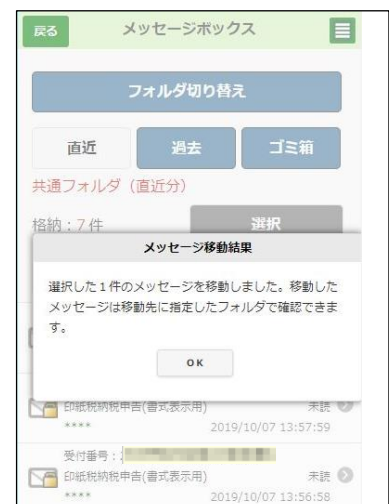 戻る
メッセージボックス
フォルダ切り替え
直近
過去
ゴミ箱
共通フォルダ（直近分）
格納：7件
選択
メッセージ移動結果
選択した１件のメッセージを移動しました。移動した
メッセージは移動先に指定したフォルダで確認できま
す。
OK
印紙税納税申告(書式表示用)
未読
****
2019/10/07 13:57:59
受付番号：
印紙税納税申告(書式表示用)
未読
****
2019/10/07 13:56:58